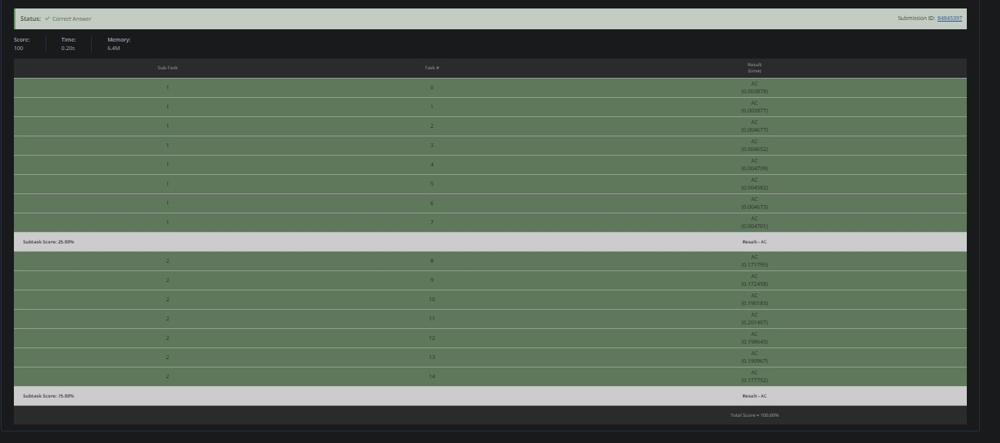 Status: Correct Answer Submission ID: 84845397
Score: Time: Memory:
100 0.20s 6.4M
Sub-Task Task # Result
(time)
1 0 AC
(0.003878)
1 1 AC
(0.003877)
1 2 AC
(0.004677)
1 3 AC
(0.004652)
1 4 AC
(0.004739)
1 5 AC
(0.004582)
1 6 AC
(0.004673)
1 7 AC
(0.004701)
Subtask Score: 25.00% Result - AC
2 8 AC
(0.171795)
2 9 AC
(0.172458)
2 10 AC
(0.190183)
2 11 AC
(0.201407)
2 12 AC
(0.198643)
2 13 AC
(0.190967)
2 14 AC
(0.177752)
Subtask Score: 75.00% Result - AC
Total Score = 100.00%